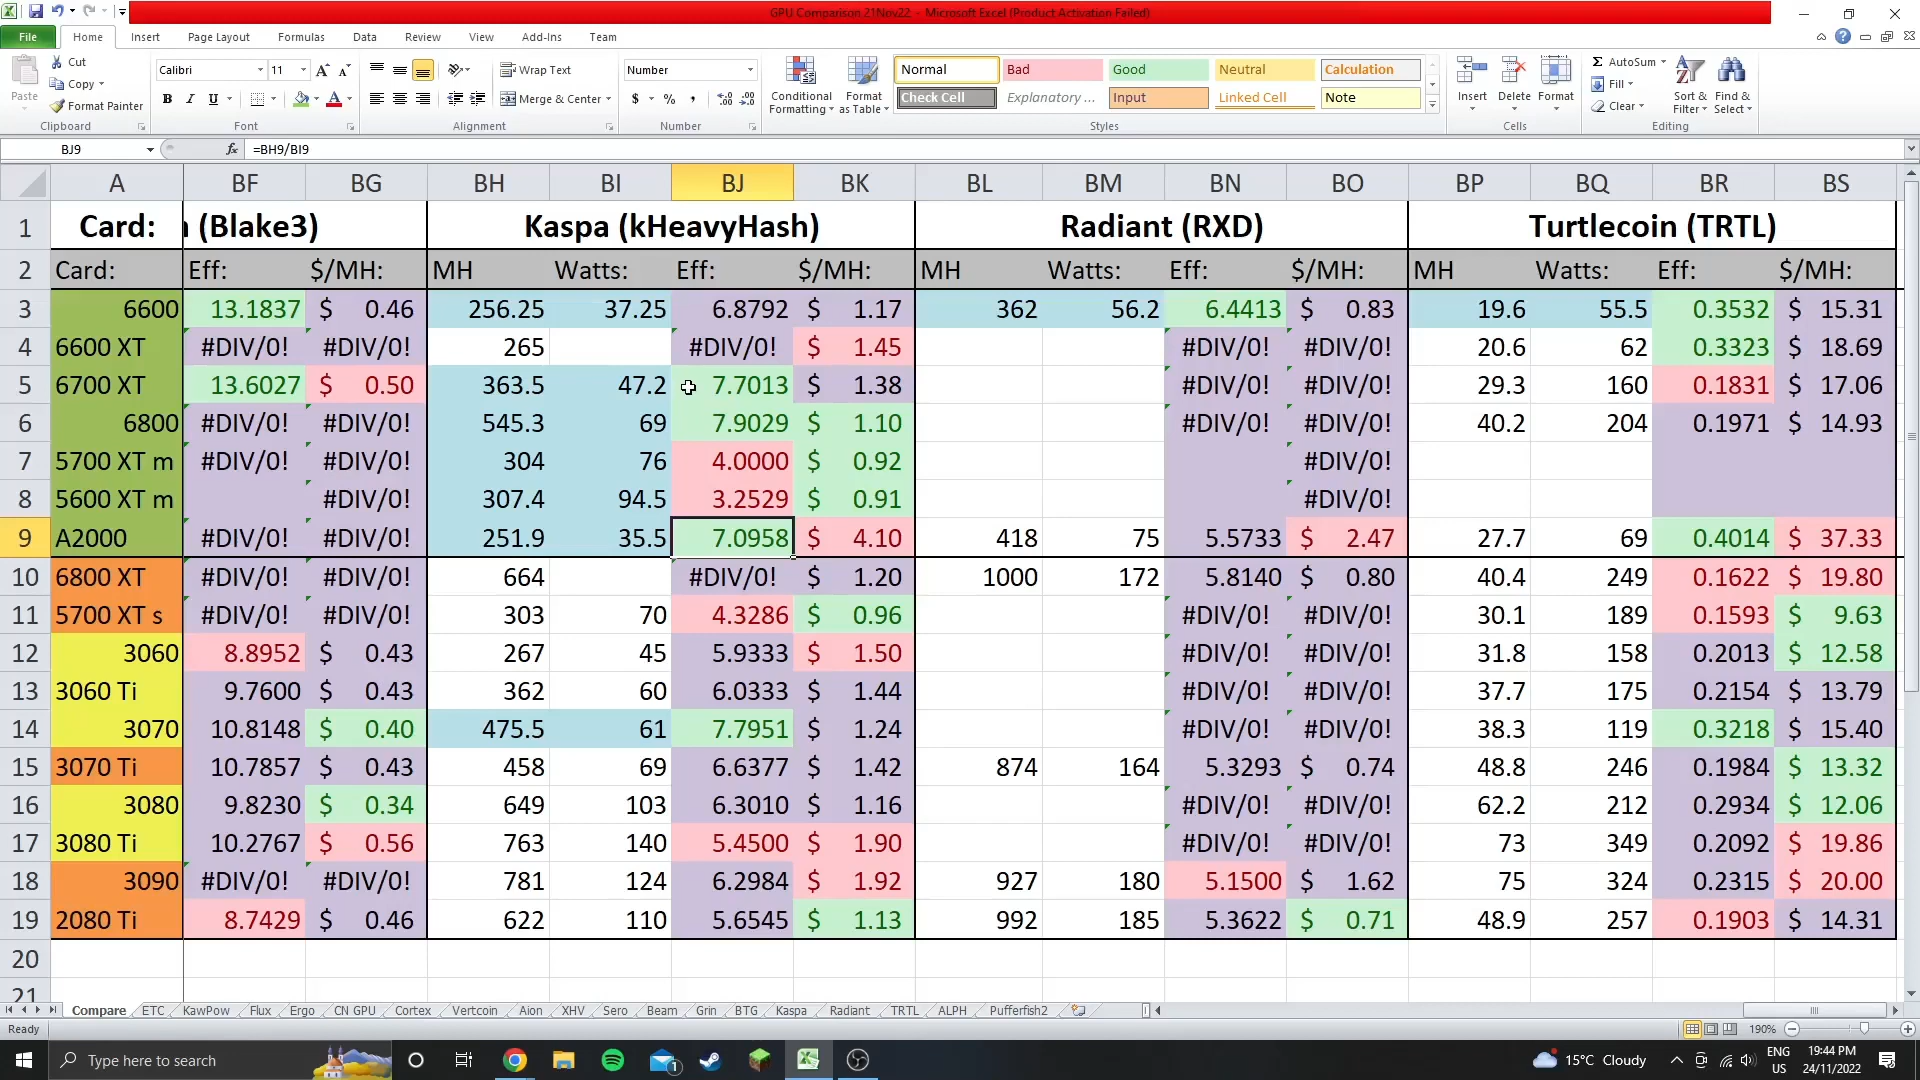 GPU Comparison 21Nov22 - Microsoft Excel (Product Activation Failed)
File Home Insert Page Layout Formulas Data Review View Add-Ins Team
Paste Cut Copy Format Painter Clipboard
Calibri 11 B I U Font
Wrap Text Merge & Center Alignment
Number $ % , Number
Conditional Formatting Format as Table
Normal Bad Good Neutral Calculation
Check Cell Explanatory ... Input Linked Cell Note
Styles
Insert Delete Format Cells
AutoSum Fill Clear Sort & Filter Find & Select Editing
BJ9 fx =BH9/BI9
A BF BG BH BI BJ BK BL BM BN BO BP BQ BR BS
1 Card: (Blake3) Kaspa (kHeavyHash) Radiant (RXD) Turtlecoin (TRTL)
2 Card: Eff: $/MH: MH Watts: Eff: $/MH: MH Watts: Eff: $/MH: MH Watts: Eff: $/MH:
3 6600 13.1837 $ 0.46 256.25 37.25 6.8792 $ 1.17 362 56.2 6.4413 $ 0.83 19.6 55.5 0.3532 $ 15.31
4 6600 XT #DIV/0! #DIV/0! 265 #DIV/0! $ 1.45 #DIV/0! #DIV/0! 20.6 62 0.3323 $ 18.69
5 6700 XT 13.6027 $ 0.50 363.5 47.2 7.7013 $ 1.38 #DIV/0! #DIV/0! 29.3 160 0.1831 $ 17.06
6 6800 #DIV/0! #DIV/0! 545.3 69 7.9029 $ 1.10 #DIV/0! #DIV/0! 40.2 204 0.1971 $ 14.93
7 5700 XT m #DIV/0! #DIV/0! 304 76 4.0000 $ 0.92 #DIV/0!
8 5600 XT m #DIV/0! 307.4 94.5 3.2529 $ 0.91 #DIV/0!
9 A2000 #DIV/0! #DIV/0! 251.9 35.5 7.0958 $ 4.10 418 75 5.5733 $ 2.47 27.7 69 0.4014 $ 37.33
10 6800 XT #DIV/0! #DIV/0! 664 #DIV/0! $ 1.20 1000 172 5.8140 $ 0.80 40.4 249 0.1622 $ 19.80
11 5700 XT s #DIV/0! #DIV/0! 303 70 4.3286 $ 0.96 #DIV/0! #DIV/0! 30.1 189 0.1593 $ 9.63
12 3060 8.8952 $ 0.43 267 45 5.9333 $ 1.50 #DIV/0! #DIV/0! 31.8 158 0.2013 $ 12.58
13 3060 Ti 9.7600 $ 0.43 362 60 6.0333 $ 1.44 #DIV/0! #DIV/0! 37.7 175 0.2154 $ 13.79
14 3070 10.8148 $ 0.40 475.5 61 7.7951 $ 1.24 #DIV/0! #DIV/0! 38.3 119 0.3218 $ 15.40
15 3070 Ti 10.7857 $ 0.43 458 69 6.6377 $ 1.42 874 164 5.3293 $ 0.74 48.8 246 0.1984 $ 13.32
16 3080 9.8230 $ 0.34 649 103 6.3010 $ 1.16 #DIV/0! #DIV/0! 62.2 212 0.2934 $ 12.06
17 3080 Ti 10.2767 $ 0.56 763 140 5.4500 $ 1.90 #DIV/0! #DIV/0! 73 349 0.2092 $ 19.86
18 3090 #DIV/0! #DIV/0! 781 124 6.2984 $ 1.92 927 180 5.1500 $ 1.62 75 324 0.2315 $ 20.00
19 2080 Ti 8.7429 $ 0.46 622 110 5.6545 $ 1.13 992 185 5.3622 $ 0.71 48.9 257 0.1903 $ 14.31
20
21
Compare ETC KawPow Flux Ergo CN GPU Cortex Vertcoin Aion XHV Sero Beam Grin BTG Kaspa Radiant TRTL ALPH Pufferfish2
Ready 190%
Type here to search 1 15°C Cloudy ENG US 19:44 PM 24/11/2022